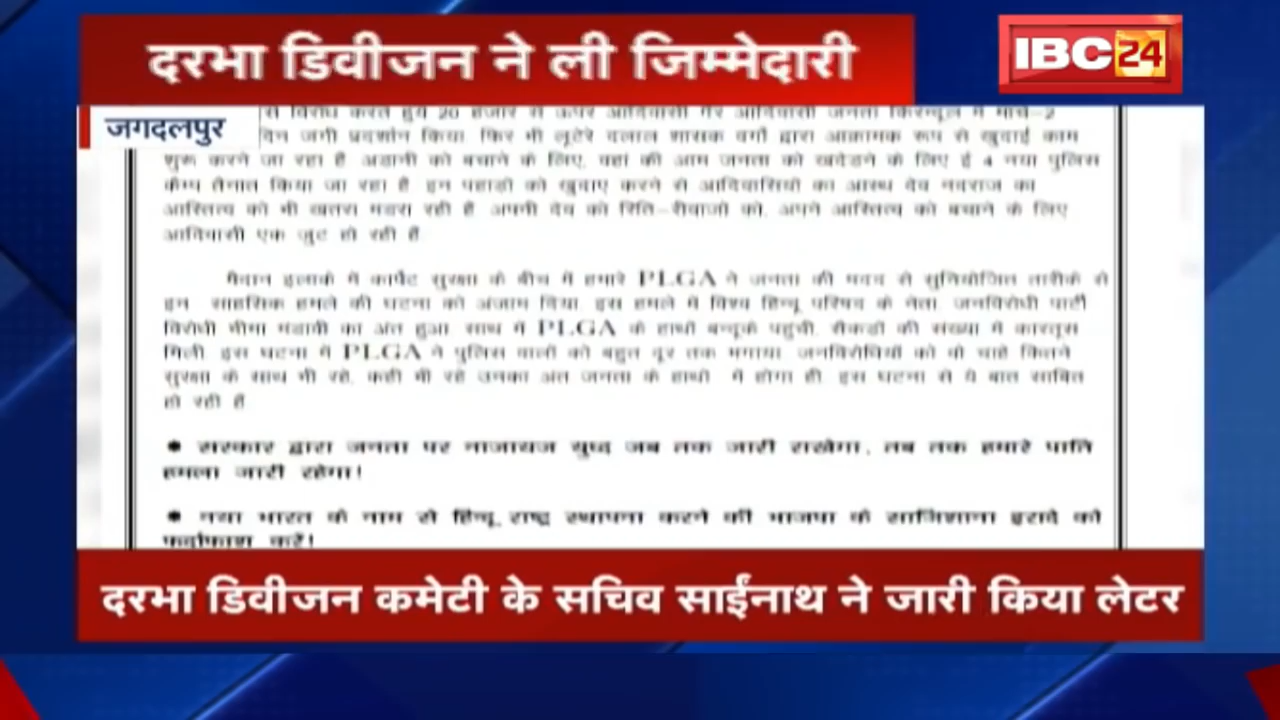 दरभा डिवीजन ने ली जिम्मेदारी
IBC24
जगदलपुर
से विरोध करते हुये 20 हजार से ऊपर आदिवासी गैर आदिवासी जनता किरन्दुल में मार्च-2
दिन जंगी प्रदर्शन किया. फिर भी लूटेरे दलाल शासक वर्गों द्वारा आक्रामक रूप से खुदाई काम
शुरू करने जा रहा है. अडानी को बचाने के लिए, वहां की आम जनता को खदेडने के लिए ई 4 नया पुलिस
कैम्प तैनात किया जा रहा है. इन पहाडों को खुदाए करने से आदिवासियों का आस्थ देव नंदराज का
आस्तित्व को भी खतरा मंडरा रही है. अपनी देव को रिति-रीवाजों को, अपने आस्तित्व को बचाने के लिए
आदिवासी एक जुट हो रही हैं
मैदान इलाके में कार्पेट सुरक्षा के बीच में हमारे PLGA ने जनता की मदद से सुनियोजित तारीके से
इन साहसिक हमले की घटना को अंजाम दिया. इस हमले में विश्व हिन्दू परिषद के नेता, जनविरोधी पार्टी
विरोधी भीमा मंडावी का अंत हुआ. साथ में PLGA के हाथों बन्दूकें पहुंची, सैकडों की संख्या में कारतूस
मिली. इस घटना में PLGA ने पुलिस वालों को बहुत दूर तक भगाया. जनविरोधियों को वो चाहे कितने
सुरक्षा के साथ भी रहे, कहीं भी रहे उनका अंत जनता के हाथों में होगा ही. इस घटना से ये बात साबित
हो रही हैं
● सरकार द्वारा जनता पर नाजायज युध्द जब तक जारी राखेगा, तब तक हमारे पाति
हमला जारी रहेगा!
● नया भारत के नाम से हिन्दू राष्ट्र स्थापना करने की भाजपा के साजिशाना इरादे को
फर्दाफाश करें!
दरभा डिवीजन कमेटी के सचिव साईंनाथ ने जारी किया लेटर